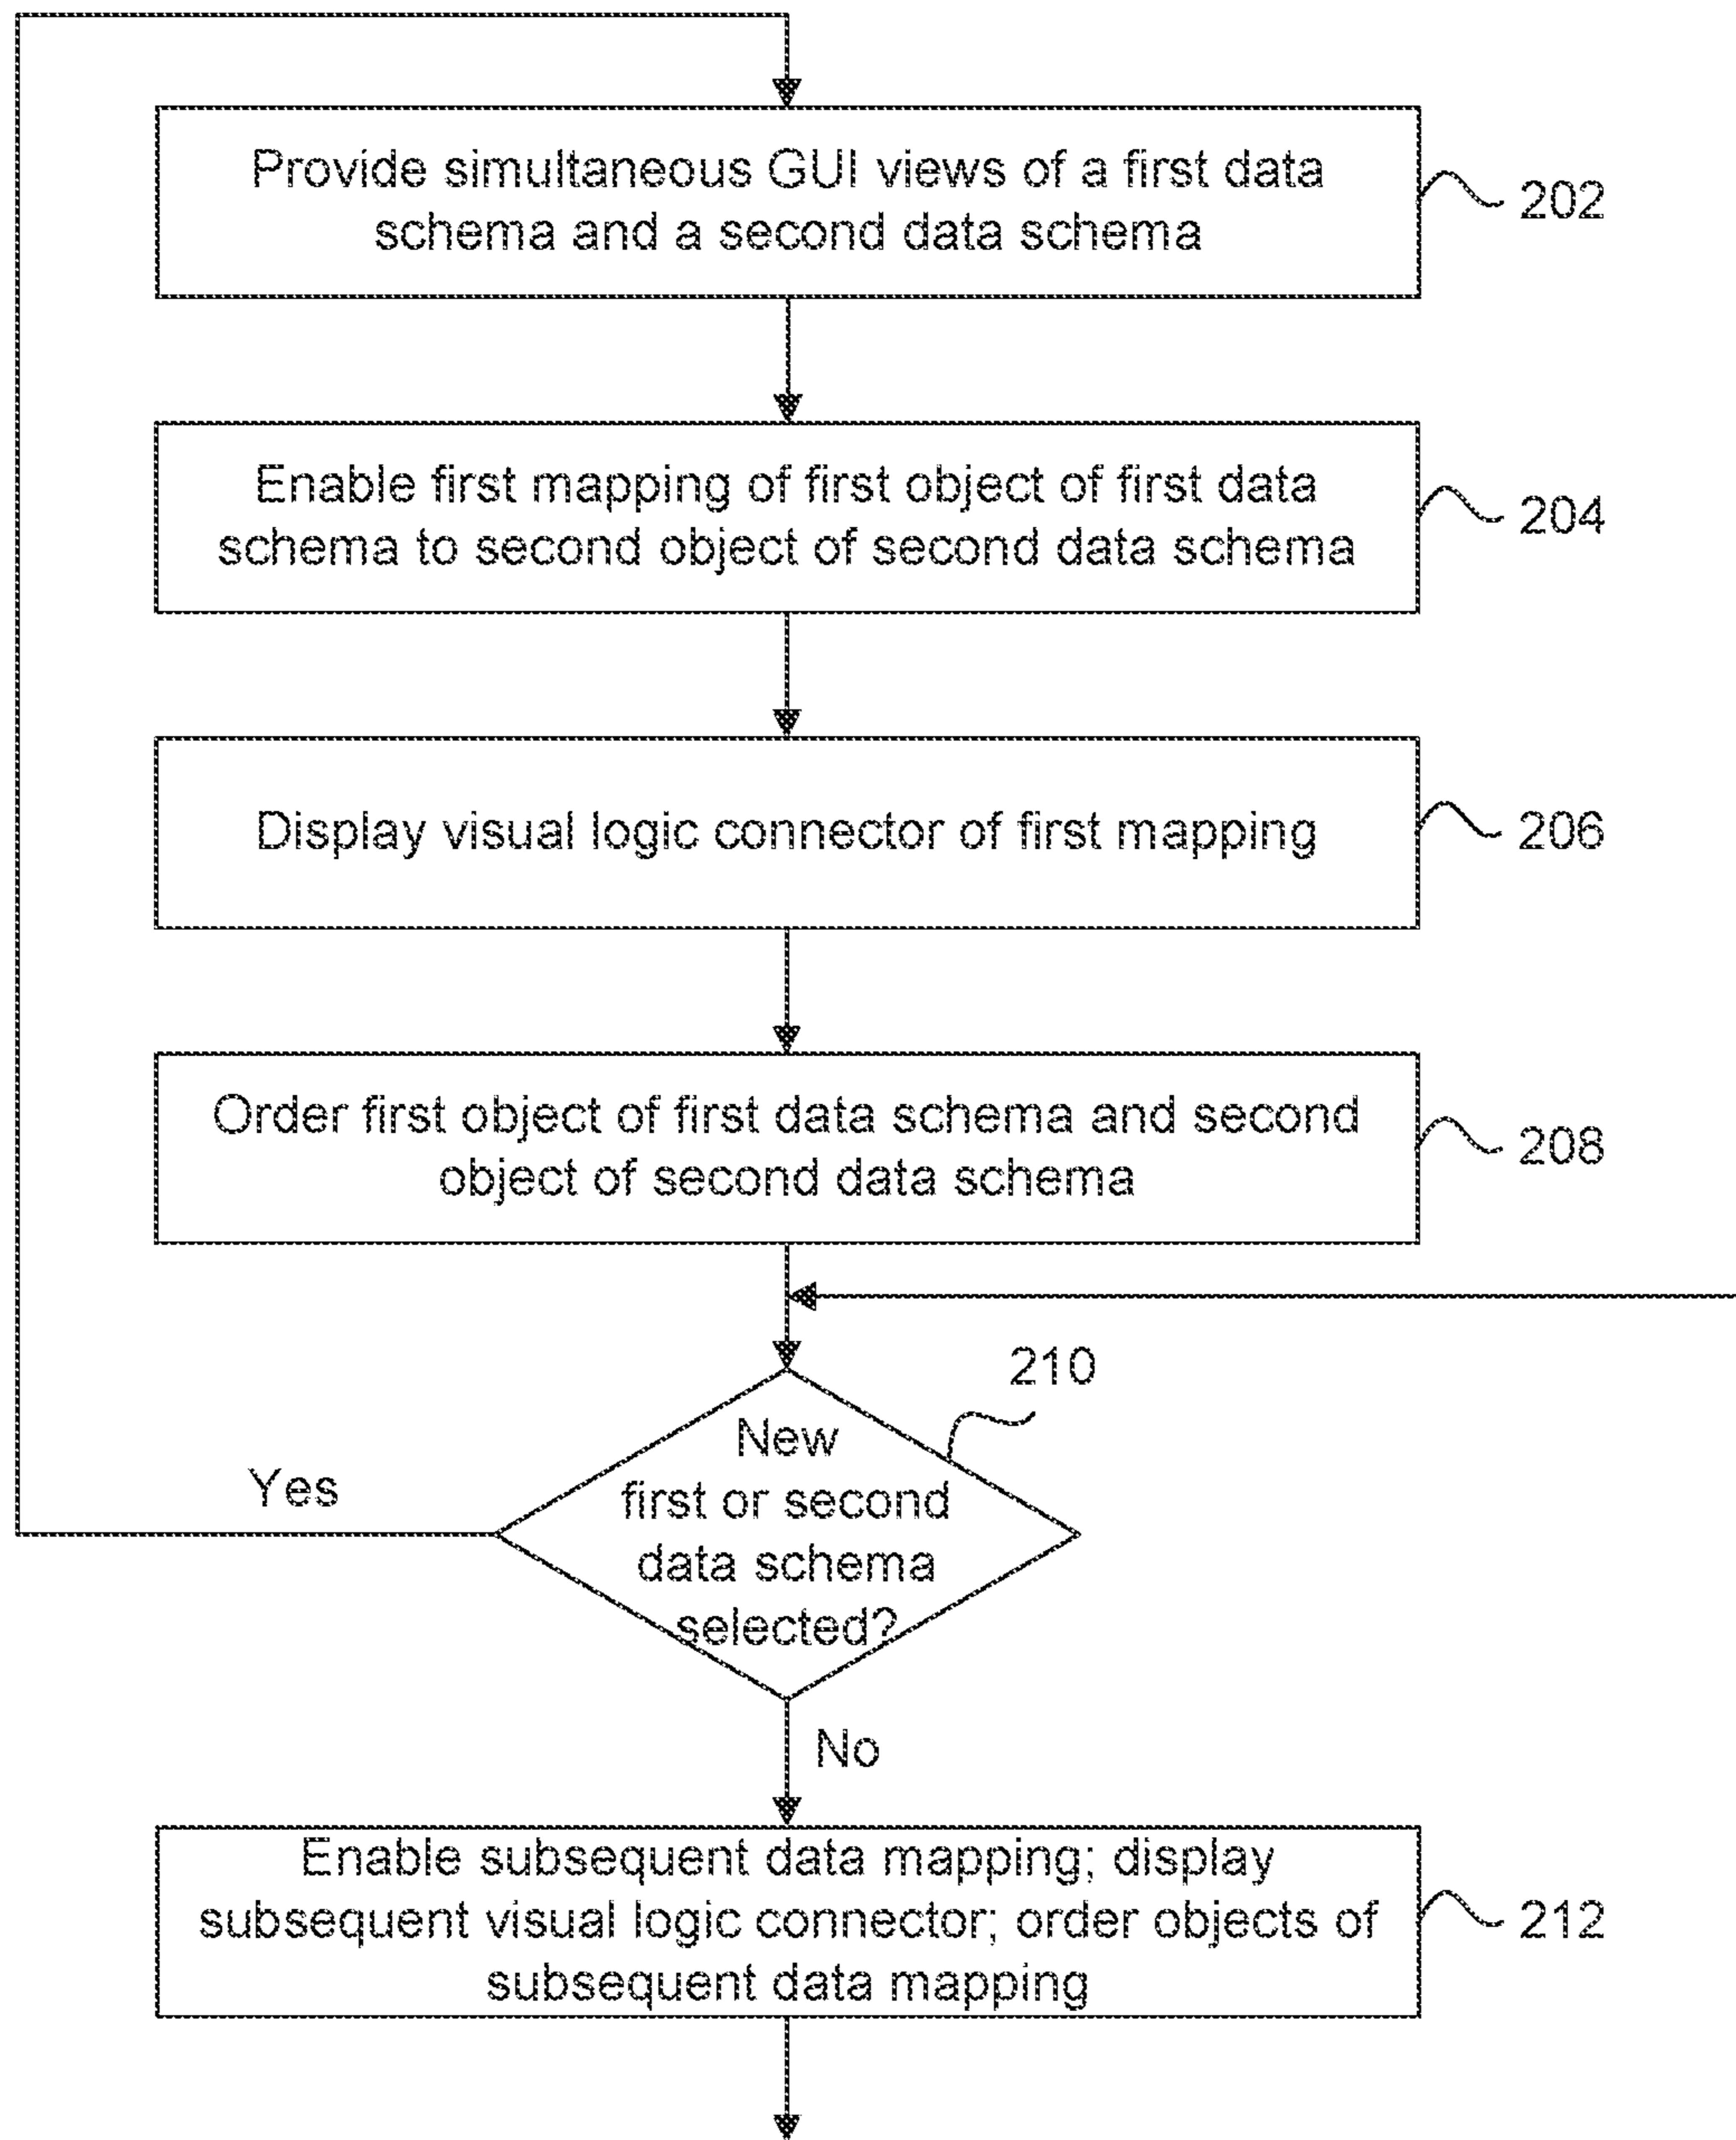 Provide simultaneous GUI views of a first data
schema and a second data schema
202
Enable first mapping of first object of first data
schema to second object of second data schema
204
Display visual logic connector of first mapping
206
Order first object of first data schema and second
object of second data schema
208
210
New
first or second
data schema
selected?
Yes
No
Enable subsequent data mapping; display
subsequent visual logic connector; order objects of
subsequent data mapping
212